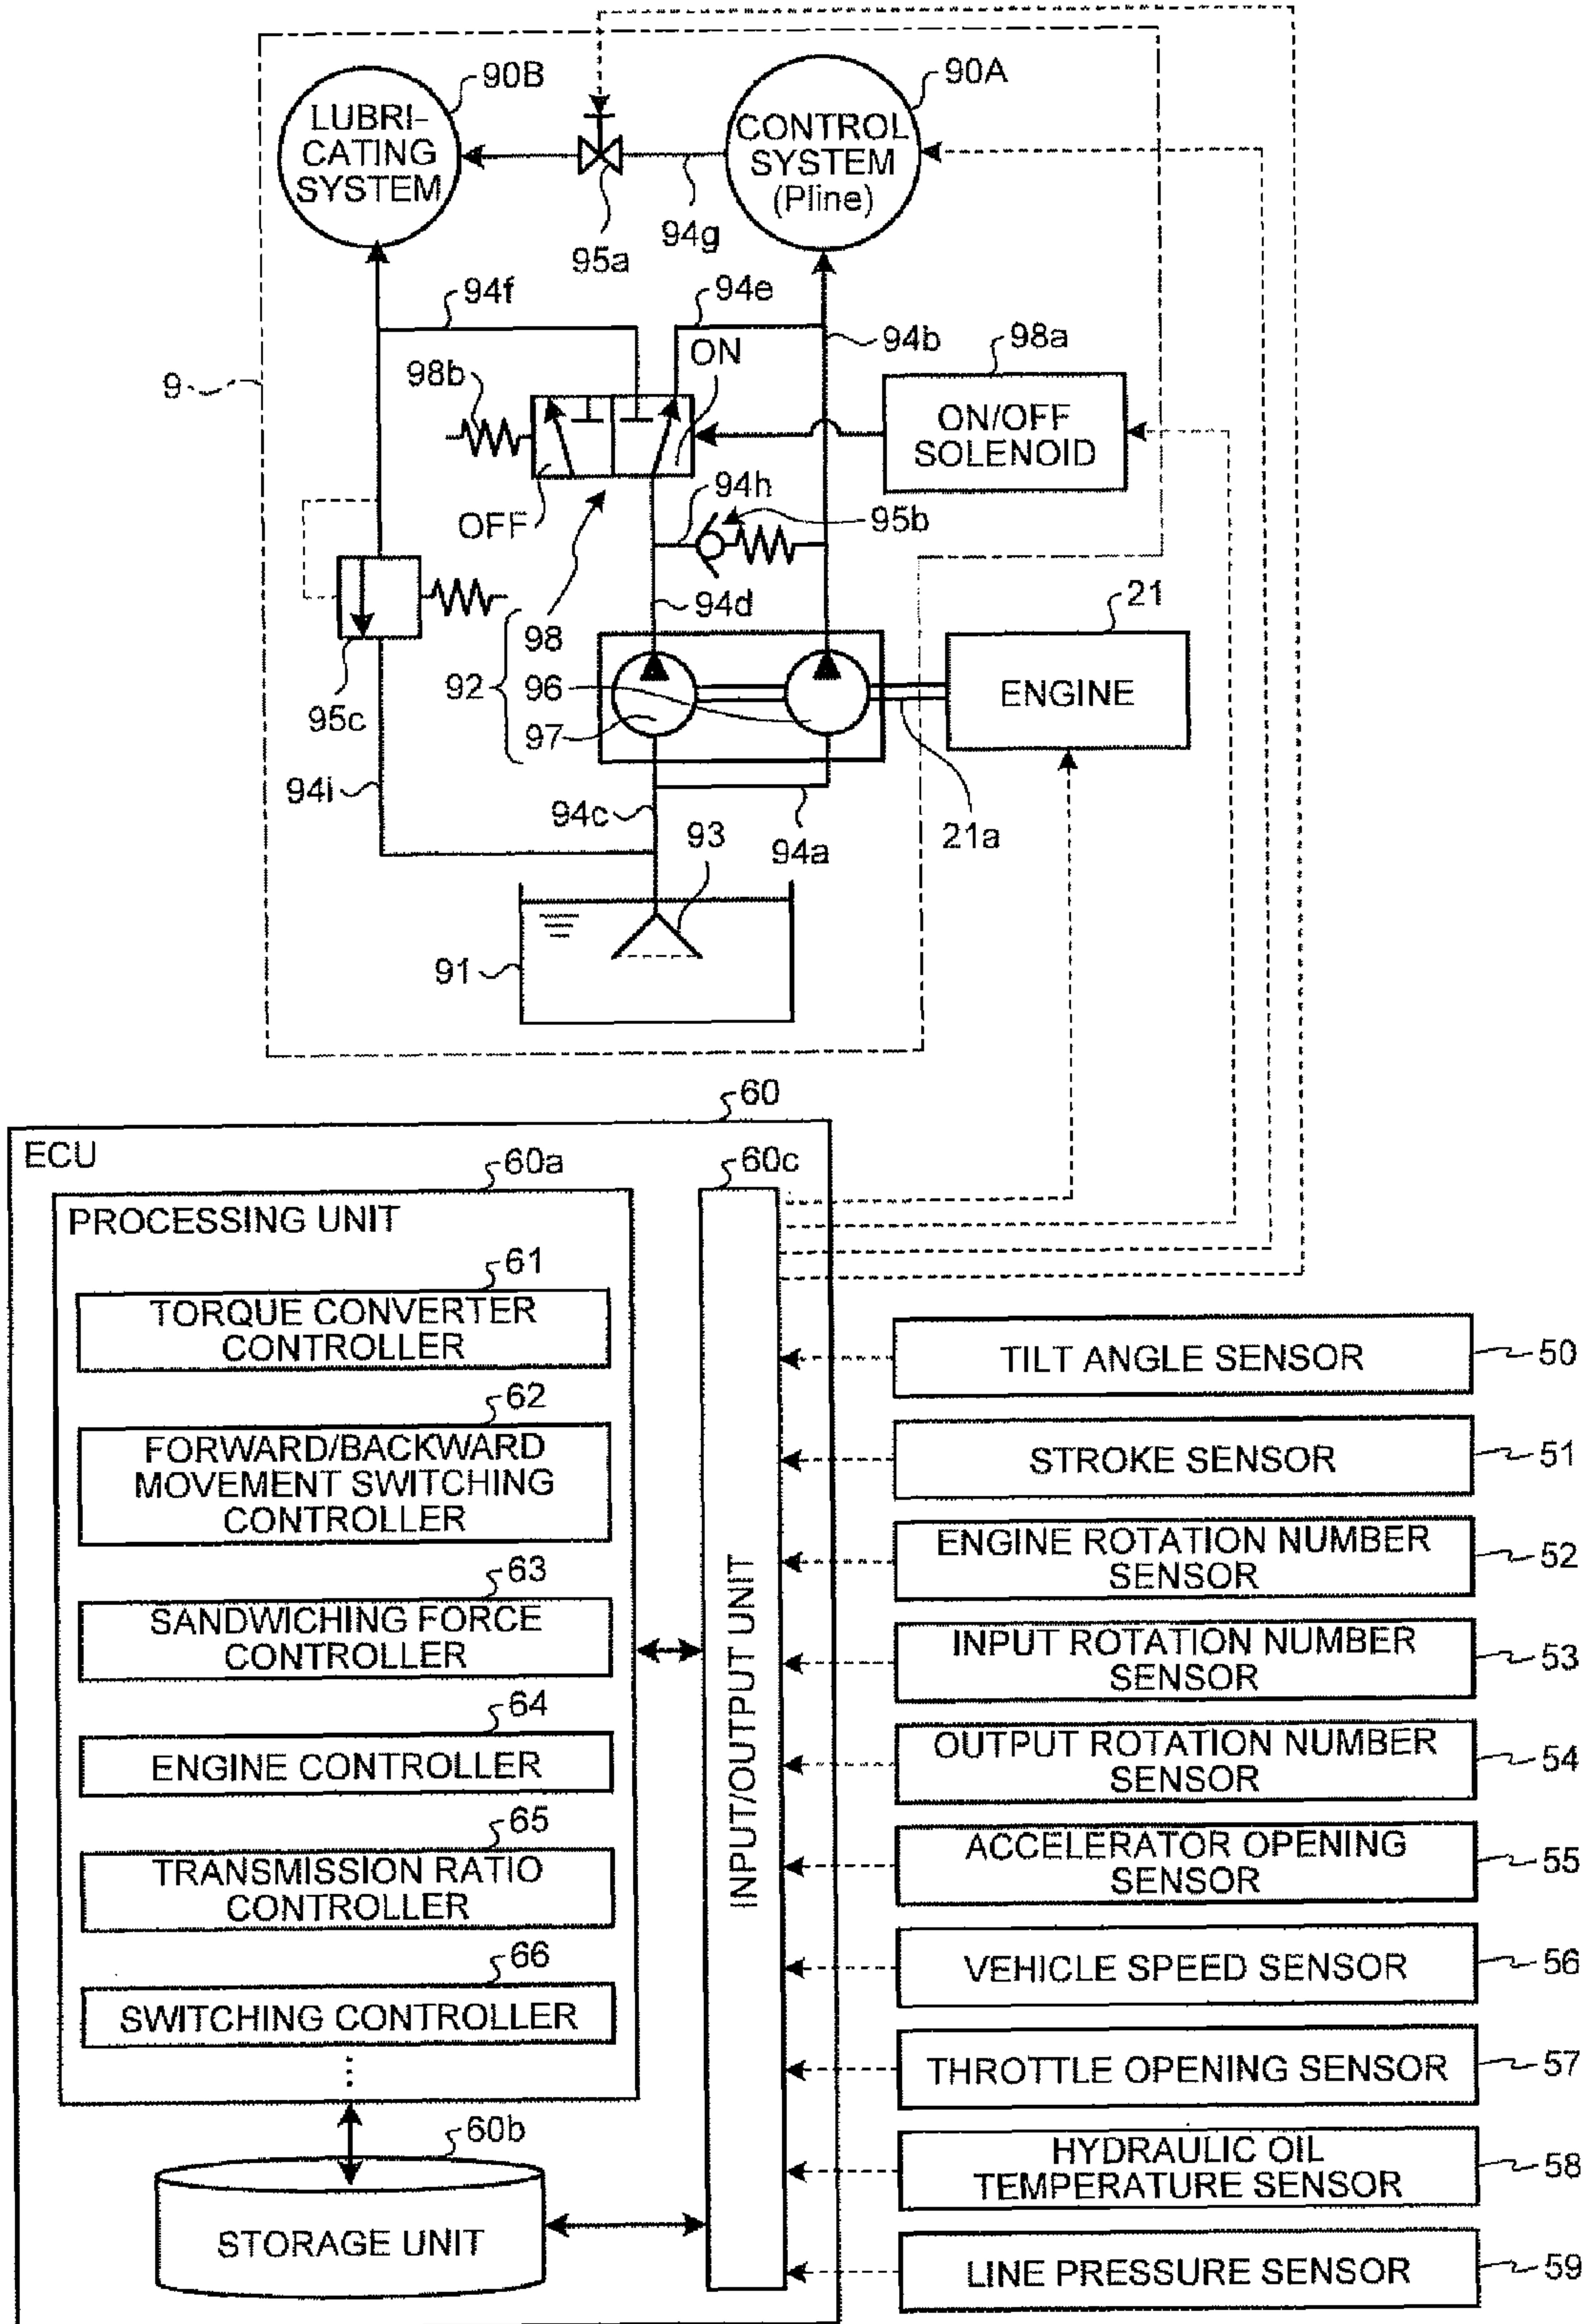 90B
LUBRI-
CATING
SYSTEM
90A
CONTROL
SYSTEM
(Pline)
95a
94g
94f
94e
ON
94b
98a
ON/OFF
SOLENOID
9
98b
OFF
94h
95b
94d
98
92
96
97
21
ENGINE
95c
94i
94c
93
94a
21a
91
60
ECU
60a
60c
PROCESSING UNIT
61
TORQUE CONVERTER
CONTROLLER
62
FORWARD/BACKWARD
MOVEMENT SWITCHING
CONTROLLER
63
SANDWICHING FORCE
CONTROLLER
64
ENGINE CONTROLLER
65
TRANSMISSION RATIO
CONTROLLER
66
SWITCHING CONTROLLER
60b
STORAGE UNIT
INPUT/OUTPUT UNIT
TILT ANGLE SENSOR
50
STROKE SENSOR
51
ENGINE ROTATION NUMBER
SENSOR
52
INPUT ROTATION NUMBER
SENSOR
53
OUTPUT ROTATION NUMBER
SENSOR
54
ACCELERATOR OPENING
SENSOR
55
VEHICLE SPEED SENSOR
56
THROTTLE OPENING SENSOR
57
HYDRAULIC OIL
TEMPERATURE SENSOR
58
LINE PRESSURE SENSOR
59